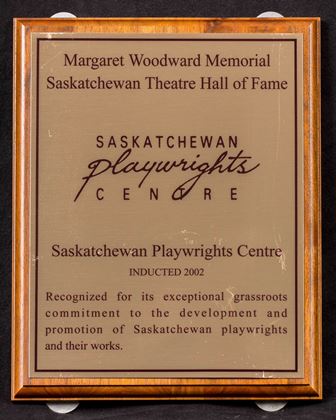 Margaret Woodward Memorial
Saskatchewan Theatre Hall of Fame
SASKATCHEWAN
playwrights
CENTRE
Saskatchewan Playwrights Centre
INDUCTED 2002
Recognized for its exceptional grassroots
commitment to the development and
promotion of Saskatchewan playwrights
and their works.